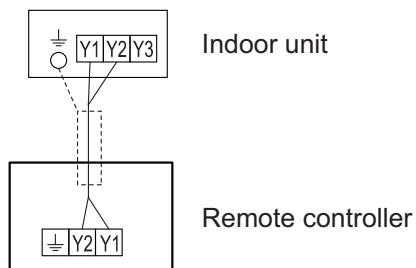 Y1 Y2 Y3
Indoor unit
Remote controller
Y2 Y1